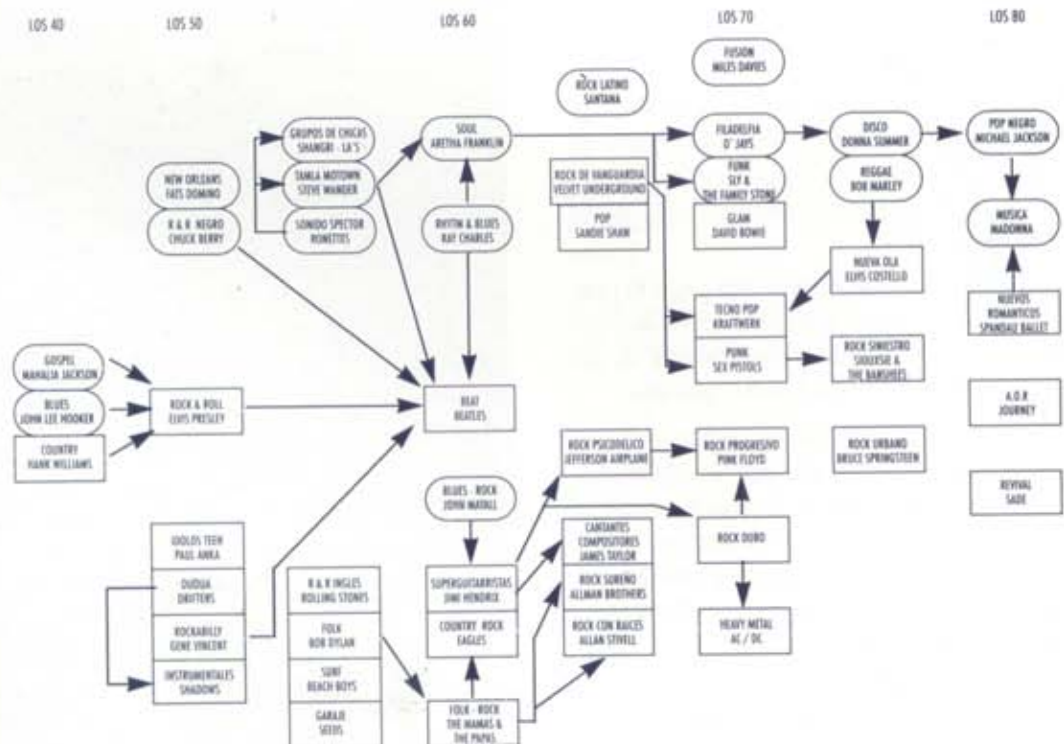 LOS 40
LOS 50
LOS 60
LOS 70
LOS 80
GOSPEL
MAHALIA JACKSON
BLUES
JOHN LEE HOOKER
COUNTRY
HANK WILLIAMS
NEW ORLEANS
FATS DOMINO
R & R NEGRO
CHUCK BERRY
ROCK & ROLL
ELVIS PRESLEY
IDOLOS TEEN
PAUL ANKA
DUDUA
DRIFTERS
ROCKABILLY
GENE VINCENT
INSTRUMENTALES
SHADOWS
GRUPOS DE CHICAS
SHANGRI - LA'S
TAMLA MOTOWN
STEVE WANDER
SONIDO SPECTOR
RONETTES
R & R INGLES
ROLLING STONES
FOLK
BOB DYLAN
SURF
BEACH BOYS
GARAJE
SEEDS
SOUL
ARETHA FRANKLIN
RHYTM & BLUES
RAY CHARLES
BEAT
BEATLES
BLUES - ROCK
JOHN MAYALL
SUPERGUITARRISTAS
JIMI HENDRIX
COUNTRY ROCK
EAGLES
FOLK - ROCK
THE MAMAS &
THE PAPAS
ROCK LATINO
SANTANA
ROCK DE VANGUARDIA
VELVET UNDERGROUND
POP
SANDIE SHAW
ROCK PSICODELICO
JEFFERSON AIRPLANE
CANTANTES
COMPOSITORES
JAMES TAYLOR
ROCK SUREÑO
ALLMAN BROTHERS
ROCK CON RAICES
ALLAN STIVELL
FUSION
MILES DAVIES
FILADELFIA
O' JAYS
FUNK
SLY &
THE FAMILY STONE
GLAM
DAVID BOWIE
TECNO POP
KRAFTWERK
PUNK
SEX PISTOLS
ROCK PROGRESIVO
PINK FLOYD
ROCK DURO
HEAVY METAL
AC / DC
DISCO
DONNA SUMMER
REGGAE
BOB MARLEY
NUEVA OLA
ELVIS COSTELLO
ROCK SINIESTRO
SIOUXSIE &
THE BANSHEES
ROCK URBANO
BRUCE SPRINGSTEEN
POP NEGRO
MICHAEL JACKSON
MUSICA
MADONNA
NUEVOS
ROMANTICOS
SPANDAU BALLET
A.O.R
JOURNEY
REVIVAL
SADE